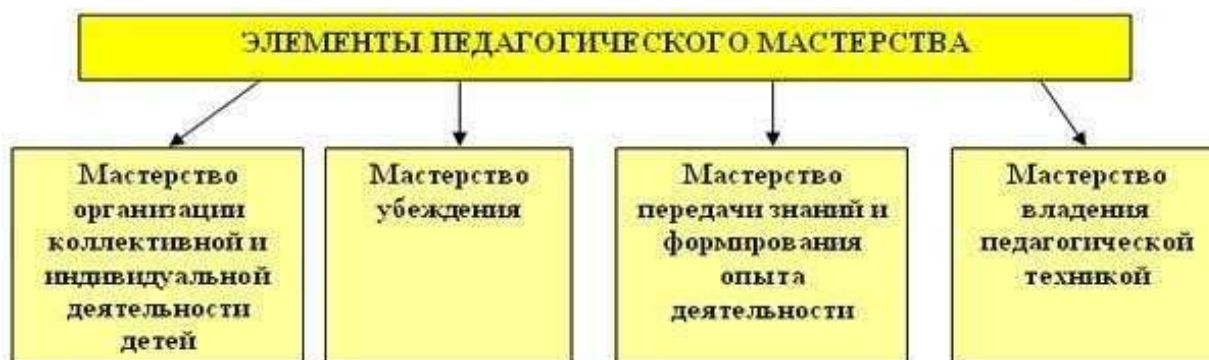 ЭЛЕМЕНТЫ ПЕДАГОГИЧЕСКОГО МАСТЕРСТВА
Мастерство
организации
коллективной и
индивидуальной
деятельности
детей
Мастерство
убеждения
Мастерство
передачи знаний и
формирования
опыта
деятельности
Мастерство
владения
педагогической
техникой